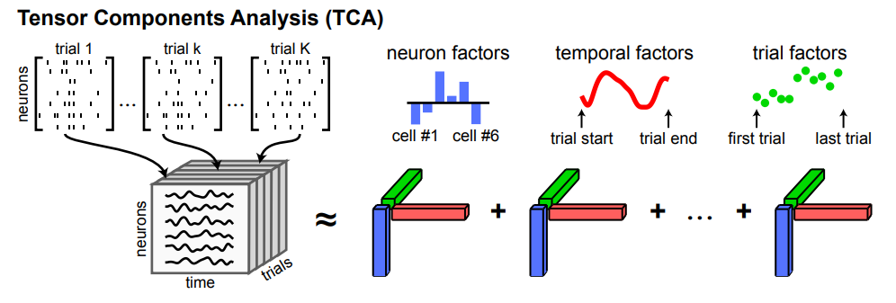 Tensor Components Analysis (TCA)
trial 1 trial k trial K
neurons
... ...
neuron factors
cell #1 cell #6
temporal factors
trial start trial end
trial factors
first trial last trial
neurons
time
trials
≈ + + ... +